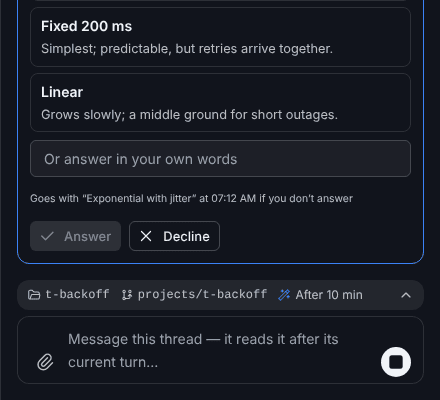 Fixed 200 ms
Simplest; predictable, but retries arrive together.
Linear
Grows slowly; a middle ground for short outages.
Or answer in your own words
Goes with “Exponential with jitter” at 07:12 AM if you don't answer
Answer Decline
t-backoff projects/t-backoff After 10 min
Message this thread — it reads it after its
current turn…